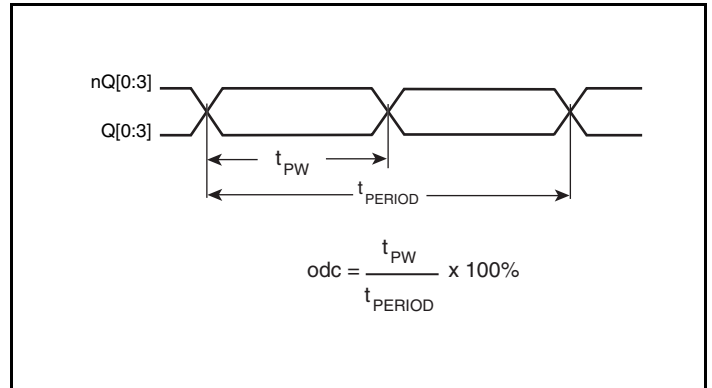 nQ[0:3]
Q[0:3]
tPW
tPERIOD
odc = tPW / tPERIOD x 100%